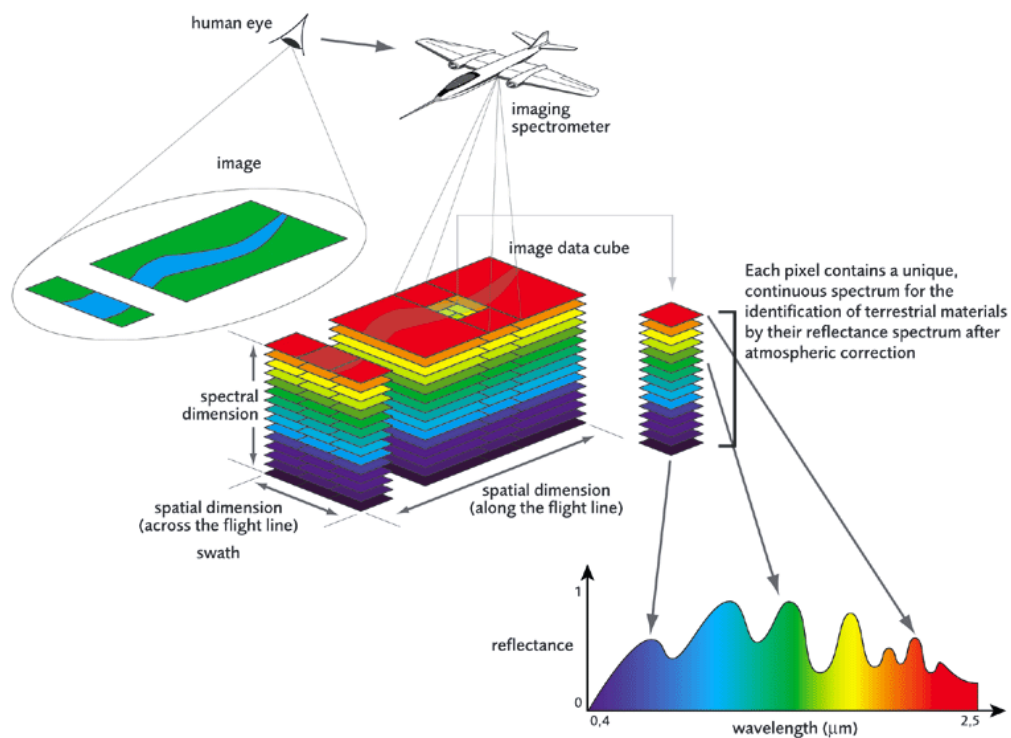 human eye
imaging
spectrometer
image
image data cube
Each pixel contains a unique,
continuous spectrum for the
identification of terrestrial materials
by their reflectance spectrum after
atmospheric correction
spectral
dimension
spatial dimension
(across the flight line)
swath
spatial dimension
(along the flight line)
1
reflectance
0
0,4
wavelength (μm)
2,5